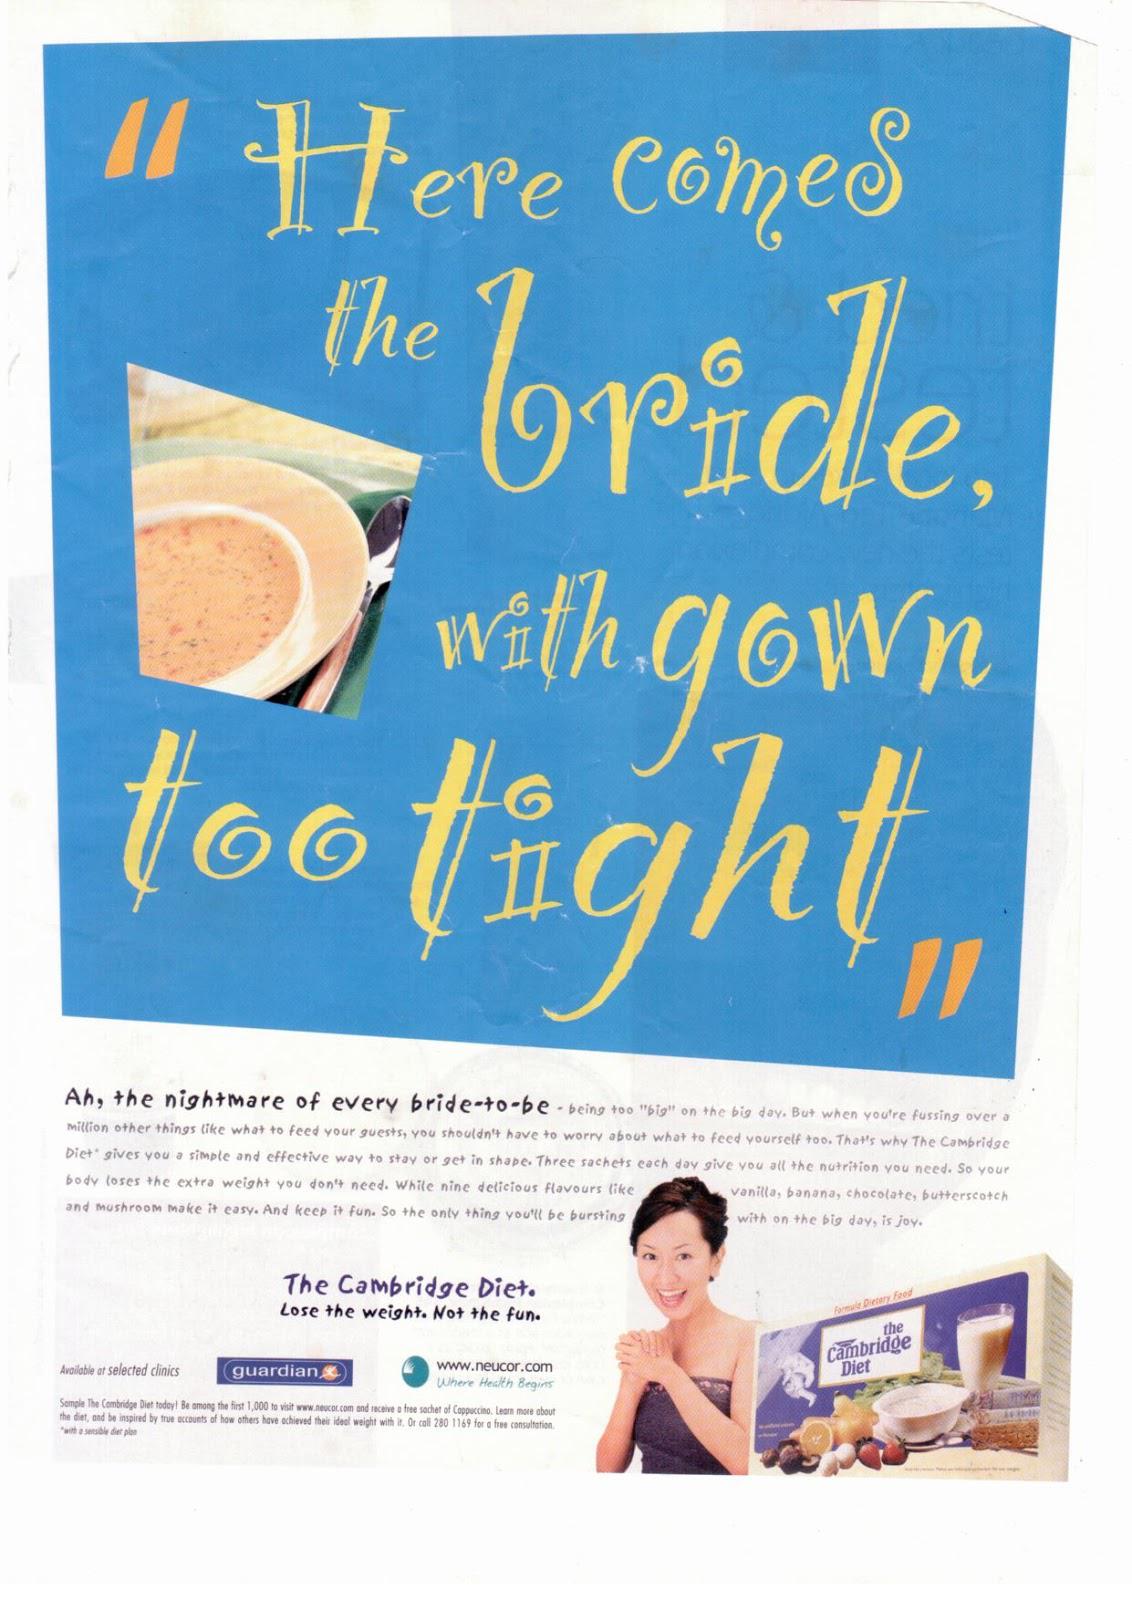 "Here comes
the bride,
with gown
too tight"
Ah, the nightmare of every bride-to-be - being too "big" on the big day. But when you're fussing over a
million other things like what to feed your guests, you shouldn't have to worry about what to feed yourself too. That's why The Cambridge
Diet* gives you a simple and effective way to stay or get in shape. Three sachets each day give you all the nutrition you need. So your
body loses the extra weight you don't need. While nine delicious flavours like vanilla, banana, chocolate, butterscotch
and mushroom make it easy. And keep it fun. So the only thing you'll be bursting with on the big day, is joy.
The Cambridge Diet.
Lose the weight. Not the fun.
Available at selected clinics
guardian
www.neucor.com
Where Health Begins
Sample The Cambridge Diet today! Be among the first 1,000 to visit www.neucor.com and receive a free sachet of Cappuccino. Learn more about
the diet, and be inspired by true accounts of how others have achieved their ideal weight with it. Or call 280 1169 for a free consultation.
*with a sensible diet plan
Formula Dietary Food
the
Cambridge
Diet